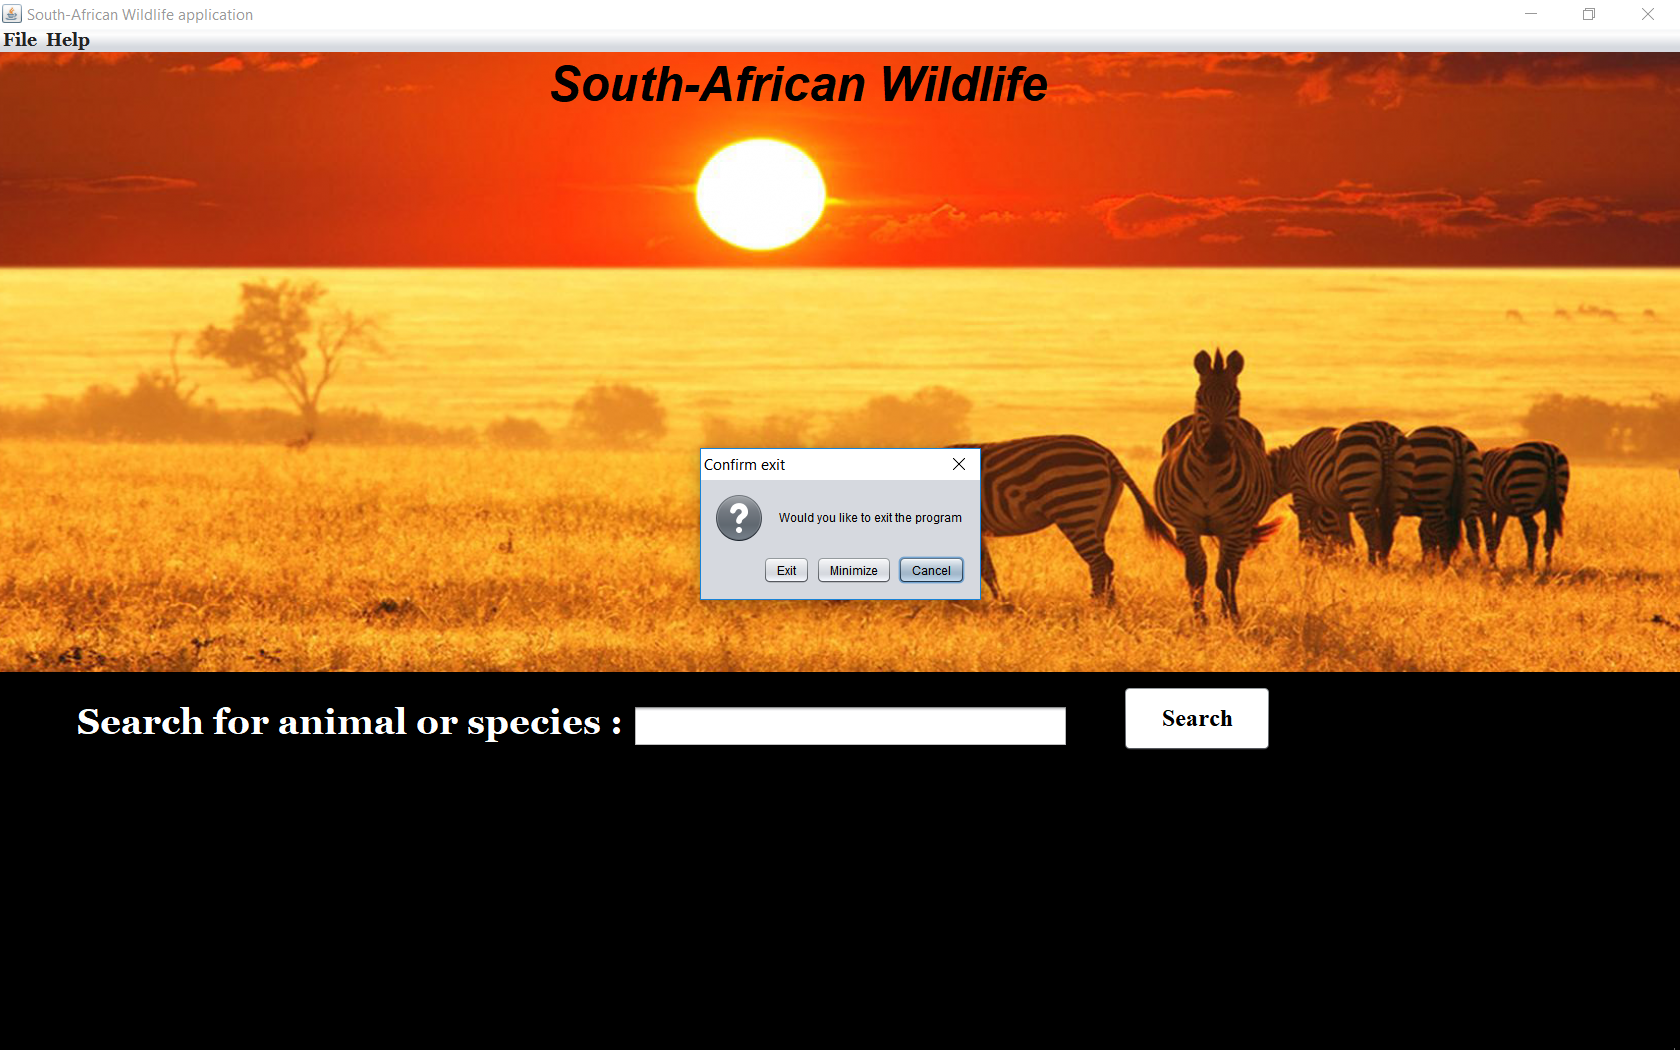 South-African Wildlife application
File Help
South-African Wildlife
Confirm exit
Would you like to exit the program
Exit Minimize Cancel
Search for animal or species :
Search